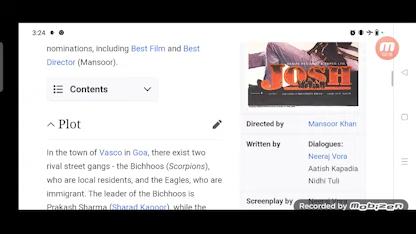 3:24
nominations, including Best Film and Best
Director (Mansoor).
Contents
Plot
In the town of Vasco in Goa, there exist two
rival street gangs - the Bichhoos (Scorpions),
who are local residents, and the Eagles, who are
immigrant. The leader of the Bichhoos is
Prakash Sharma (Sharad Kapoor), while the
JOSH
Directed by Mansoor Khan
Written by Dialogues:
Neeraj Vora
Aatish Kapadia
Nidhi Tuli
Screenplay by Neeraj Vora
Recorded by mobizen